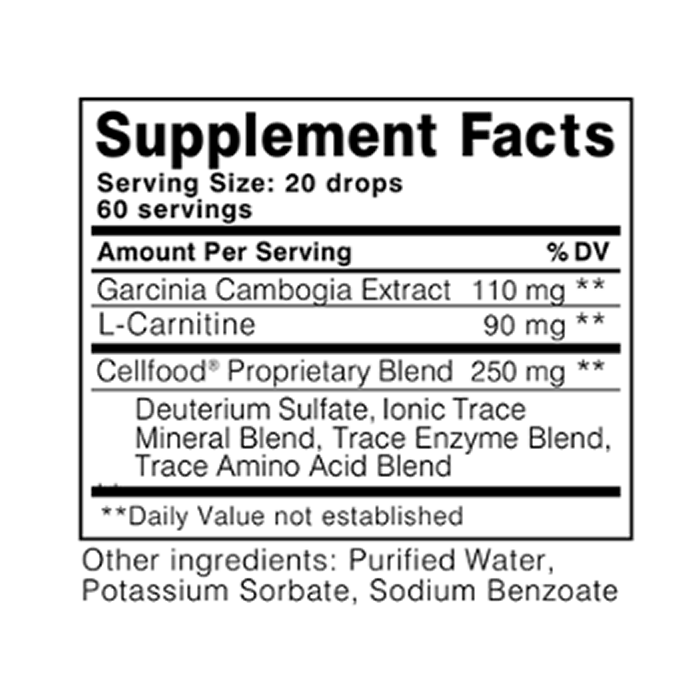 Supplement Facts
Serving Size: 20 drops
60 servings
Amount Per Serving % DV
Garcinia Cambogia Extract 110 mg **
L-Carnitine 90 mg **
Cellfood® Proprietary Blend 250 mg **
Deuterium Sulfate, Ionic Trace
Mineral Blend, Trace Enzyme Blend,
Trace Amino Acid Blend
**Daily Value not established
Other ingredients: Purified Water,
Potassium Sorbate, Sodium Benzoate